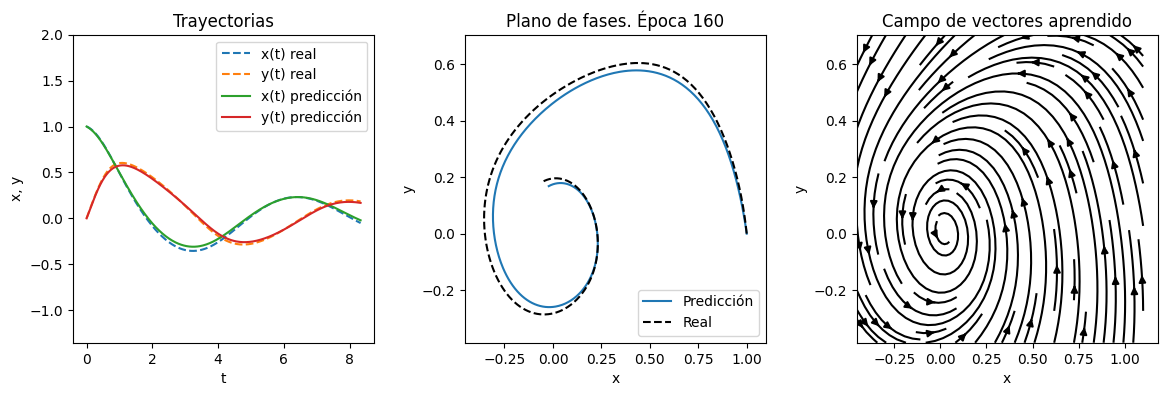 Trayectorias
x, y
2.0
1.5
1.0
0.5
0.0
−0.5
−1.0
0
2
4
6
8
t
x(t) real
y(t) real
x(t) predicción
y(t) predicción
Plano de fases. Época 160
y
0.6
0.4
0.2
0.0
−0.2
−0.25
0.00
0.25
0.50
0.75
1.00
x
Predicción
Real
Campo de vectores aprendido
y
0.6
0.4
0.2
0.0
−0.2
−0.25
0.00
0.25
0.50
0.75
1.00
x